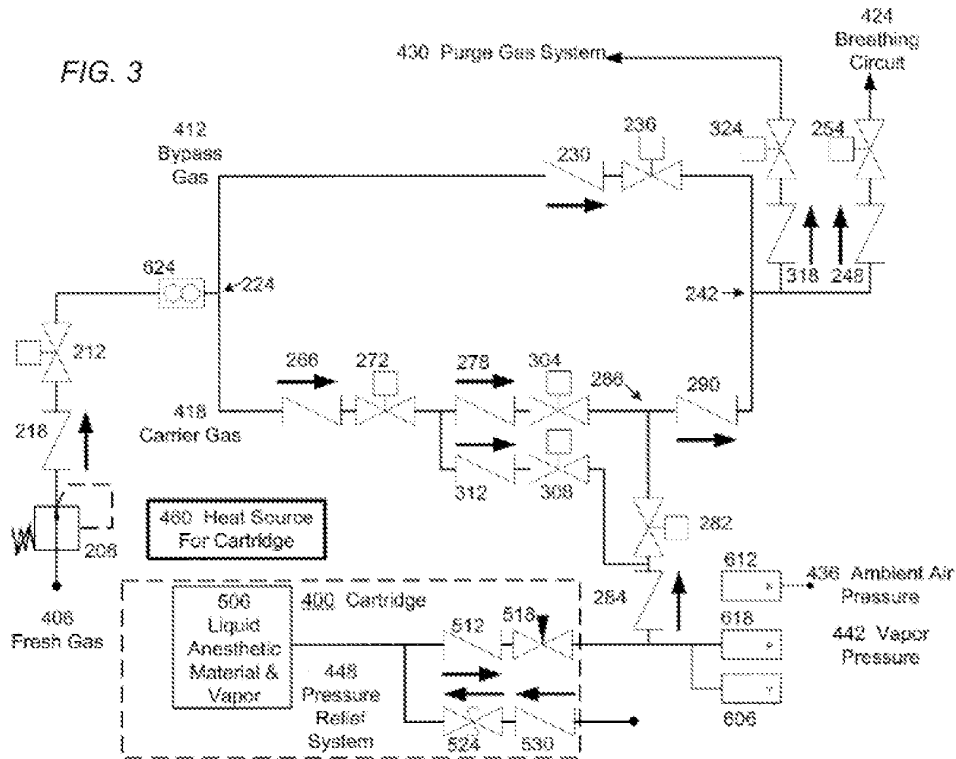 424
430 Purge Gas System
Breathing
Circuit
FIG. 3
412
Bypass
Gas
230
236
324
254
624
224
242
318
248
212
266
272
278
304
286
290
218
418
Carrier Gas
312
308
282
460 Heat Source
For Cartridge
208
612
436 Ambient Air
Pressure
406
Fresh Gas
506
Liquid
Anesthetic
Material &
Vapor
400 Cartridge
512
518
284
618
442 Vapor
Pressure
448
Pressure
Relief
System
524
530
606